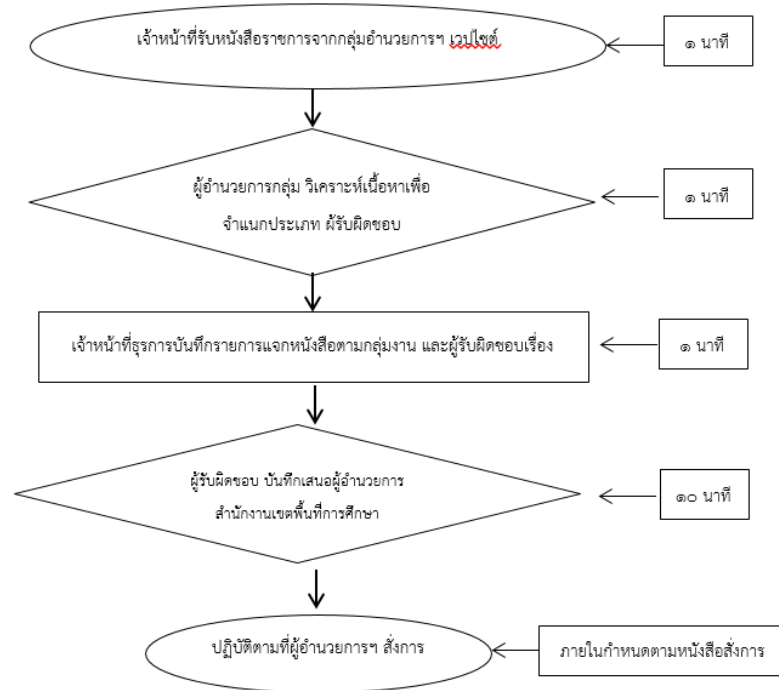 เจ้าหน้าที่รับหนังสือราชการจากกลุ่มอำนวยการฯ เวปไซต์
๑ นาที
ผู้อำนวยการกลุ่ม วิเคราะห์เนื้อหาเพื่อ
จำแนกประเภท ผู้รับผิดชอบ
๑ นาที
เจ้าหน้าที่ธุรการบันทึกรายการแจกหนังสือตามกลุ่มงาน และผู้รับผิดชอบเรื่อง
๑ นาที
ผู้รับผิดชอบ บันทึกเสนอผู้อำนวยการ
สำนักงานเขตพื้นที่การศึกษา
๑๐ นาที
ปฏิบัติตามที่ผู้อำนวยการฯ สั่งการ
ภายในกำหนดตามหนังสือสั่งการ